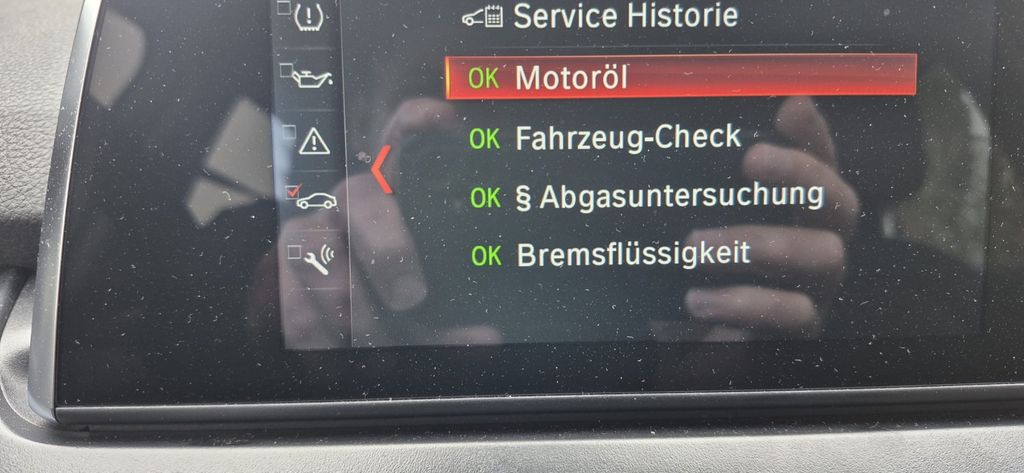 Service Historie
OK Motoröl
OK Fahrzeug-Check
OK § Abgasuntersuchung
OK Bremsflüssigkeit